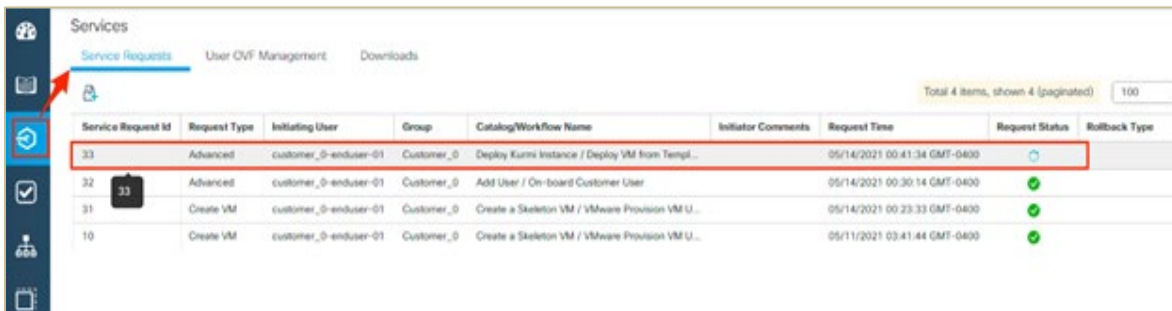 Services
Service Requests User OVF Management Downloads
Total 4 items, shown 4 (paginated) 100
Service Request Id Request Type Initiating User Group Catalog/Workflow Name Initiator Comments Request Time Request Status Rollback Type
33 Advanced customer_0-enduser-01 Customer_0 Deploy Kurmi Instance / Deploy VM from Templ... 05/14/2021 00:41:34 GMT-0400
32 Advanced customer_0-enduser-01 Customer_0 Add User / On-board Customer User 05/14/2021 00:30:14 GMT-0400
33
31 Create VM customer_0-enduser-01 Customer_0 Create a Skeleton VM / VMware Provision VM U... 05/14/2021 00:23:33 GMT-0400
10 Create VM customer_0-enduser-01 Customer_0 Create a Skeleton VM / VMware Provision VM U... 05/11/2021 03:41:44 GMT-0400